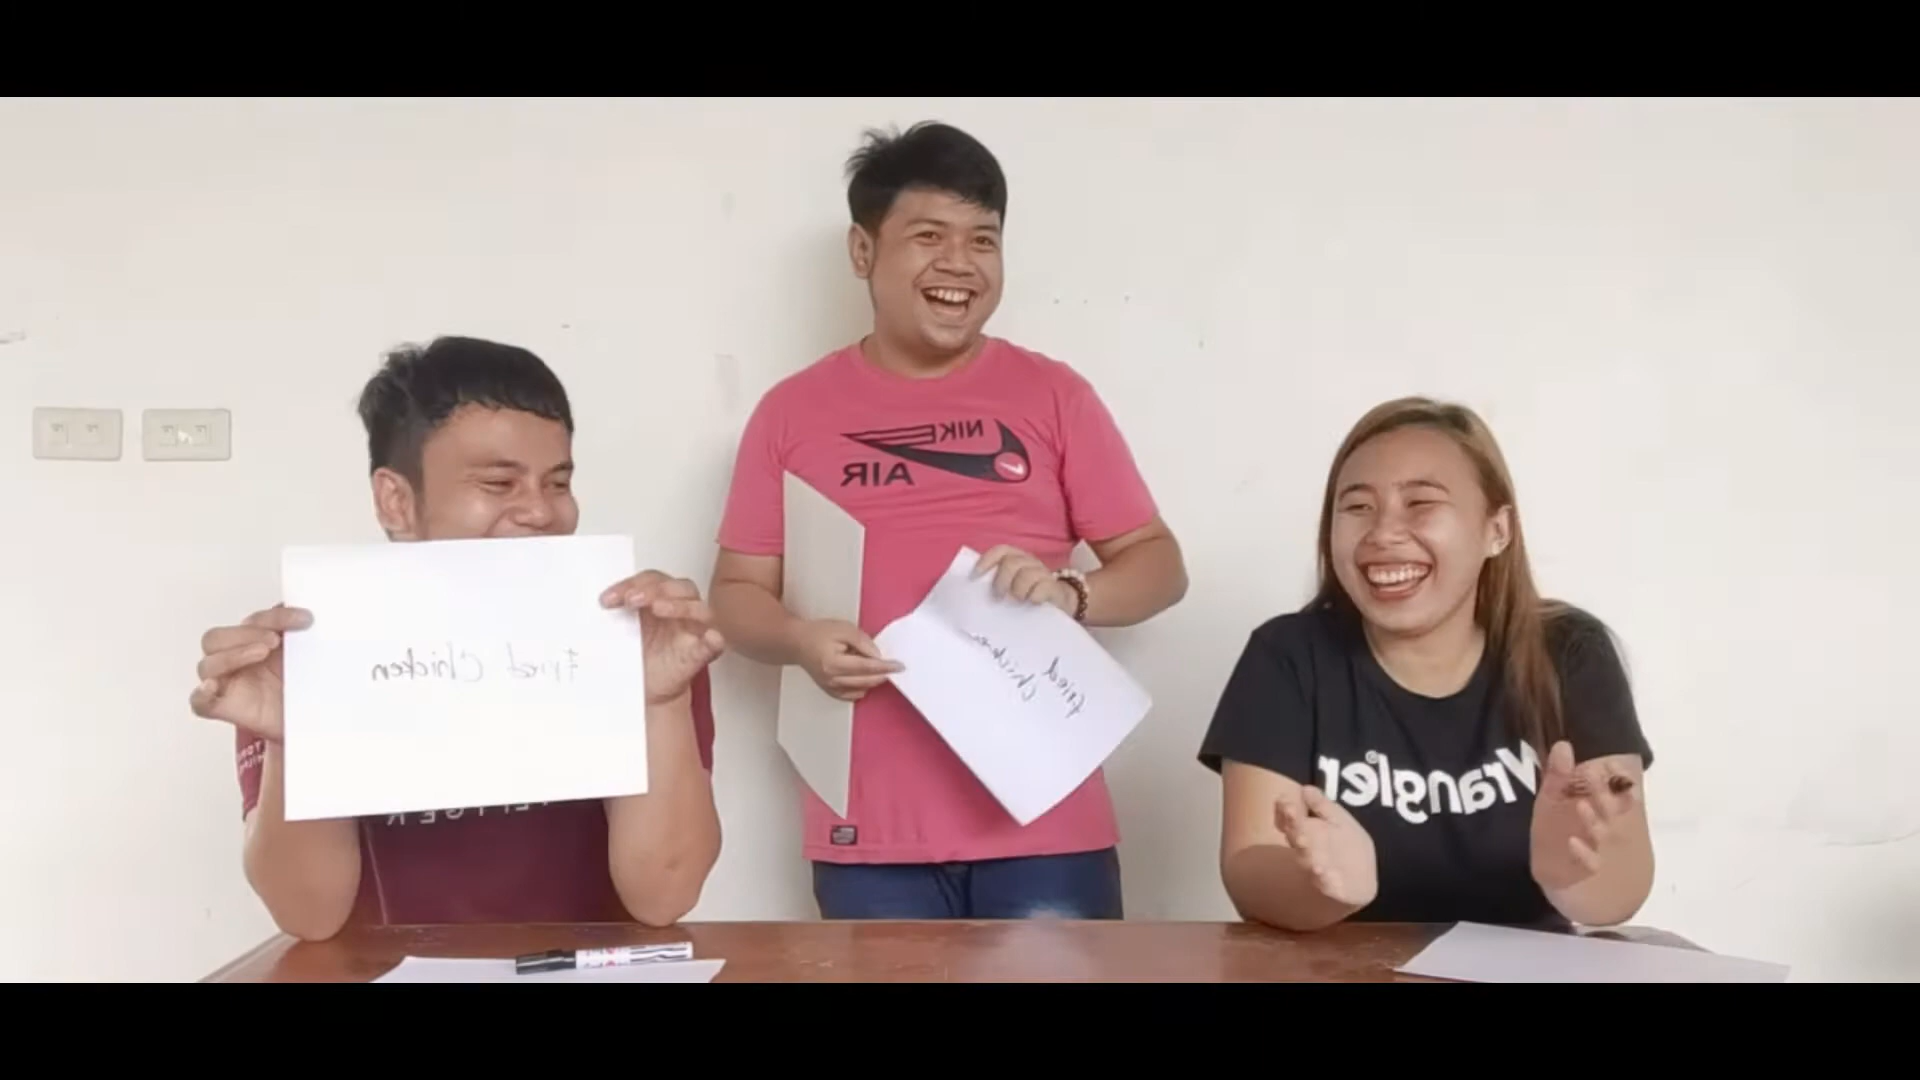 Fried Chicken
NIKE
AIR
Fried Chicken
Wrangler